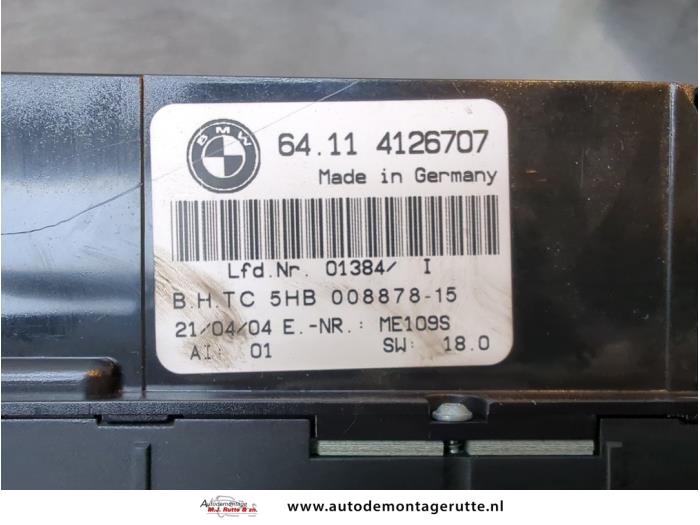 BMW
64.11 4126707
Made in Germany
Lfd.Nr. 01384/ I
B.H.TC 5HB 008878-15
21/04/04 E.-NR.: ME109S
AI: 01 SW: 18.0
Autodemontage
M.J. Rutte & zn.
www.autodemontagerutte.nl